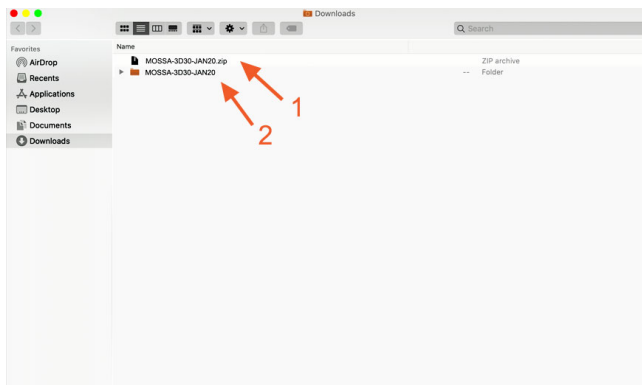 Downloads
Search
Favorites
AirDrop
Recents
Applications
Desktop
Documents
Downloads
Name
MOSSA-3D30-JAN20.zip
ZIP archive
MOSSA-3D30-JAN20
-- Folder
1
2